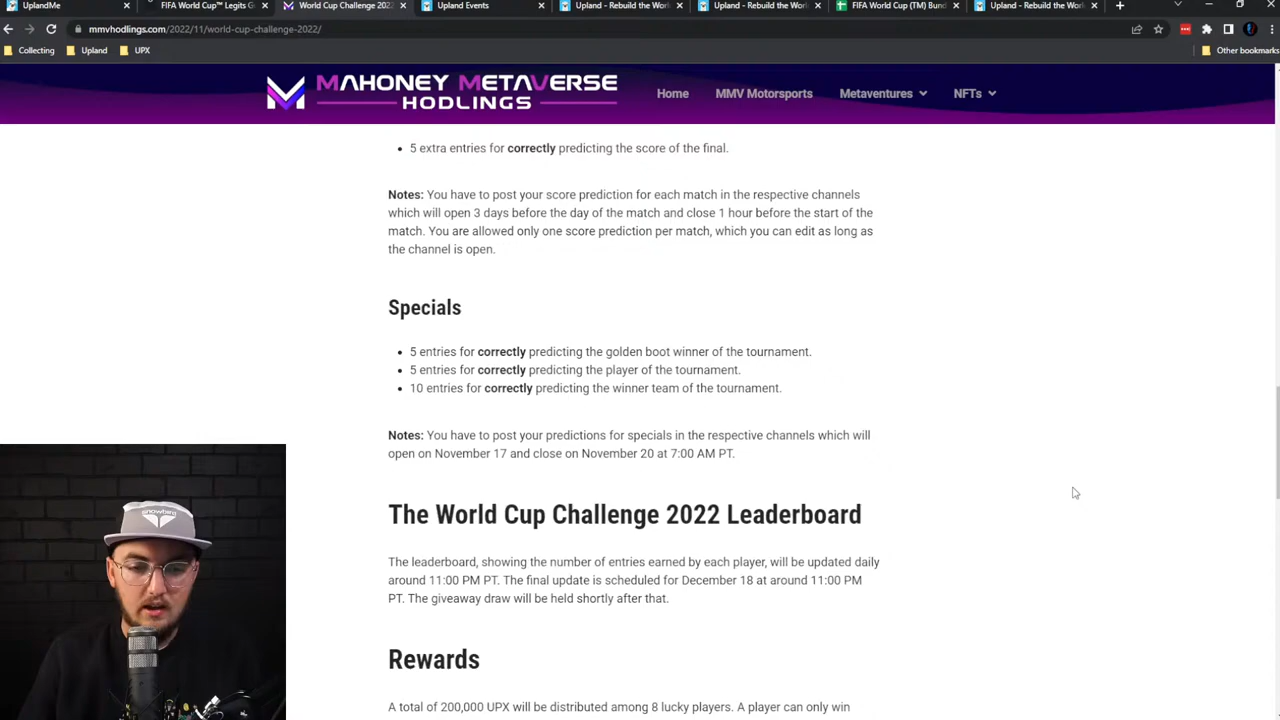 UplandMe
FIFA World Cup™ Legits G
World Cup Challenge 202
Upland Events
Upland - Rebuild the Wor
Upland - Rebuild the Wor
FIFA World Cup (TM) Bund
Upland - Rebuild the Wor
mmvhodlings.com/2022/11/world-cup-challenge-2022/
Collecting
Upland
UPX
Other bookmarks
MAHONEY METAVERSE
HODLINGS
Home
MMV Motorsports
Metaventures
NFTs
• 5 extra entries for correctly predicting the score of the final.
Notes: You have to post your score prediction for each match in the respective channels
which will open 3 days before the day of the match and close 1 hour before the start of the
match. You are allowed only one score prediction per match, which you can edit as long as
the channel is open.
Specials
• 5 entries for correctly predicting the golden boot winner of the tournament.
• 5 entries for correctly predicting the player of the tournament.
• 10 entries for correctly predicting the winner team of the tournament.
Notes: You have to post your predictions for specials in the respective channels which will
open on November 17 and close on November 20 at 7:00 AM PT.
The World Cup Challenge 2022 Leaderboard
The leaderboard, showing the number of entries earned by each player, will be updated daily
around 11:00 PM PT. The final update is scheduled for December 18 at around 11:00 PM
PT. The giveaway draw will be held shortly after that.
Rewards
A total of 200,000 UPX will be distributed among 8 lucky players. A player can only win
snowbird